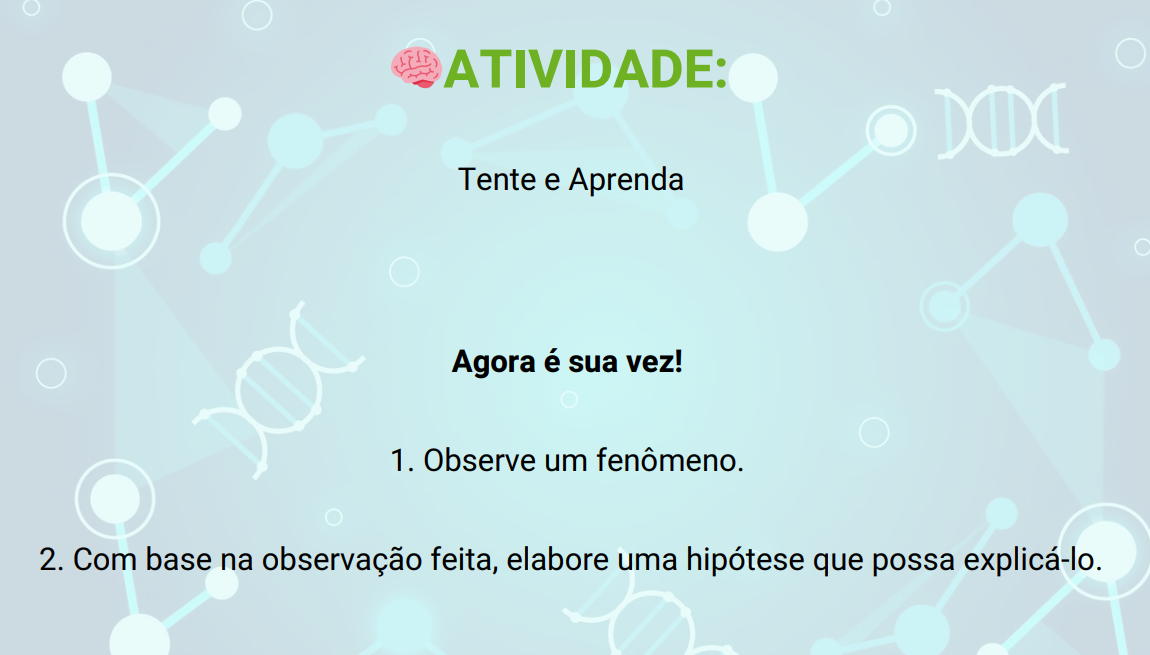 🧠ATIVIDADE:
Tente e Aprenda
Agora é sua vez!
1. Observe um fenômeno.
2. Com base na observação feita, elabore uma hipótese que possa explicá-lo.